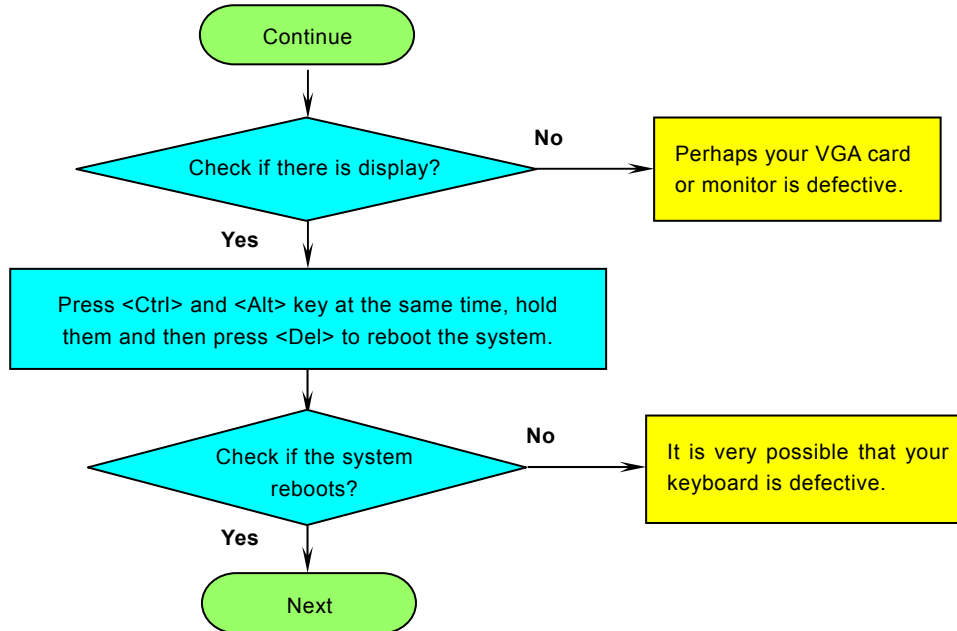 Continue
No
Check if there is display?
Perhaps your VGA card
or monitor is defective.
Yes
Press <Ctrl> and <Alt> key at the same time, hold
them and then press <Del> to reboot the system.
No
Check if the system
reboots?
It is very possible that your
keyboard is defective.
Yes
Next